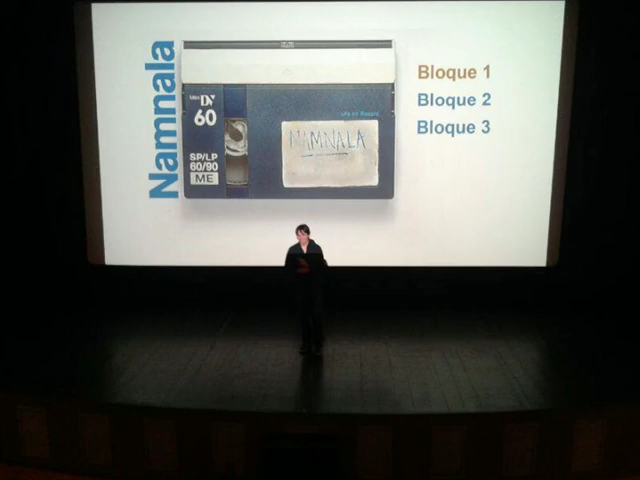 Namnala
Mini DV
60
SP/LP
60/90
ME
NAMNALA
Bloque 1
Bloque 2
Bloque 3